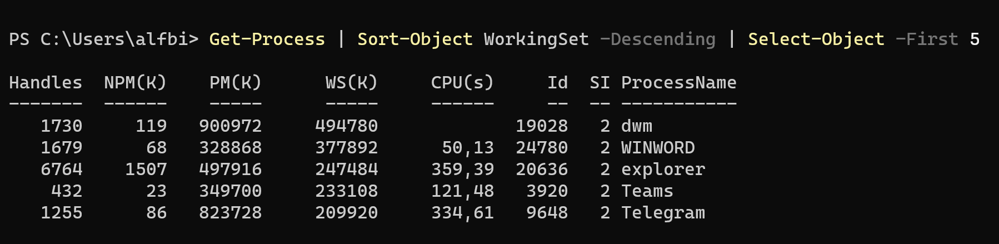 PS C:\Users\alfbi> Get-Process | Sort-Object WorkingSet -Descending | Select-Object -First 5
Handles  NPM(K)    PM(K)      WS(K)     CPU(s)     Id  SI ProcessName
-------  ------    -----      -----     ------     --  -- -----------
   1730     119   900972     494780             19028   2 dwm
   1679      68   328868     377892      50,13  24780   2 WINWORD
   6764    1507   497916     247484     359,39  20636   2 explorer
    432      23   349700     233108     121,48   3920   2 Teams
   1255      86   823728     209920     334,61   9648   2 Telegram